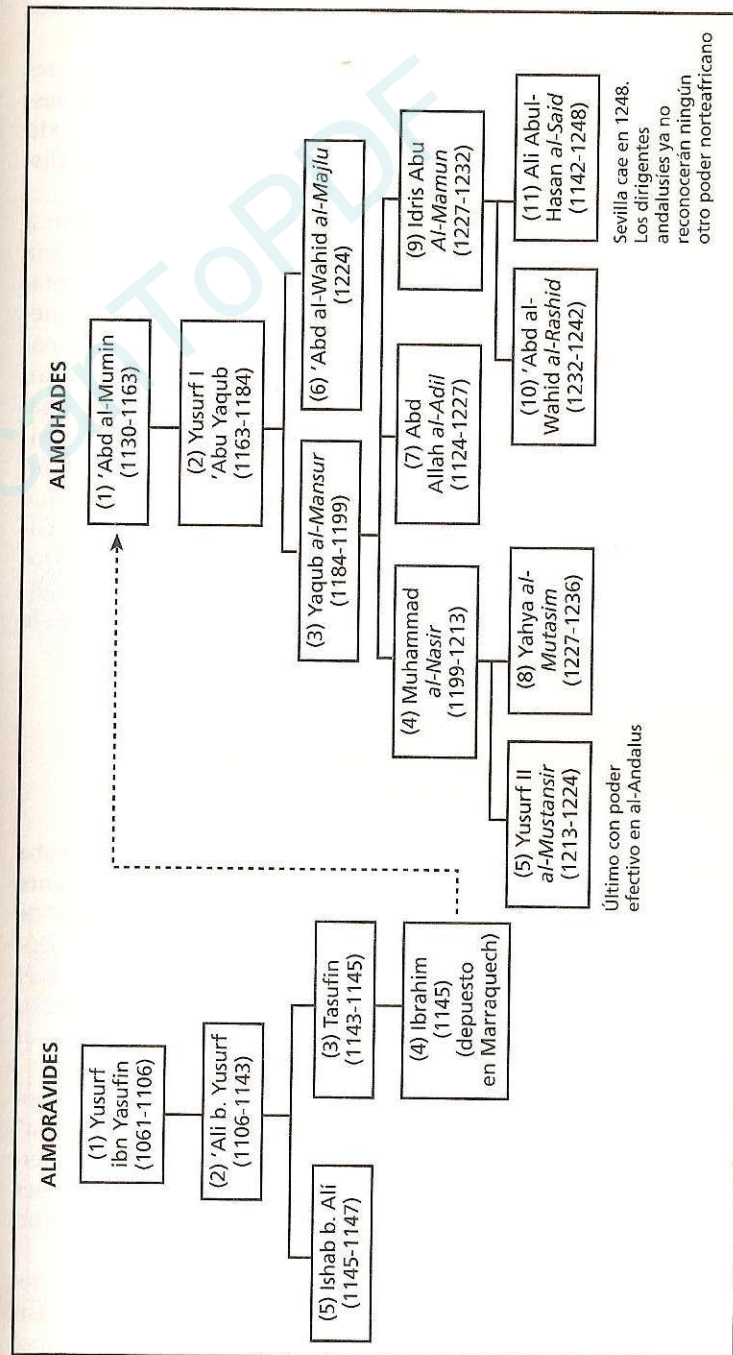 ALMORÁVIDES
(1) Yusurf
ibn Yasufin
(1061-1106)
(2) 'Ali b. Yusurf
(1106-1143)
(5) Ishab b. Ali
(1145-1147)
(3) Tasufin
(1143-1145)
(4) Ibrahim
(1145)
(depuesto
en Marraquech)
ALMOHADES
(1) 'Abd al-Mumin
(1130-1163)
(2) Yusurf I
'Abu Yaqub
(1163-1184)
(3) Yaqub al-Mansur
(1184-1199)
(6) 'Abd al-Wahid al-Majlu
(1224)
(4) Muhammad
al-Nasir
(1199-1213)
(7) Abd
Allah al-Adil
(1124-1227)
(9) Idris Abu
Al-Mamun
(1227-1232)
(5) Yusurf II
al-Mustansir
(1213-1224)
(8) Yahya al-
Mutasim
(1227-1236)
(10) 'Abd al-
Wahid al-Rashid
(1232-1242)
(11) Ali Abul-
Hasan al-Said
(1142-1248)
Último con poder
efectivo en al-Andalus
Sevilla cae en 1248.
Los dirigentes
andalusíes ya no
reconocerán ningún
otro poder norteafricano
canToPDF